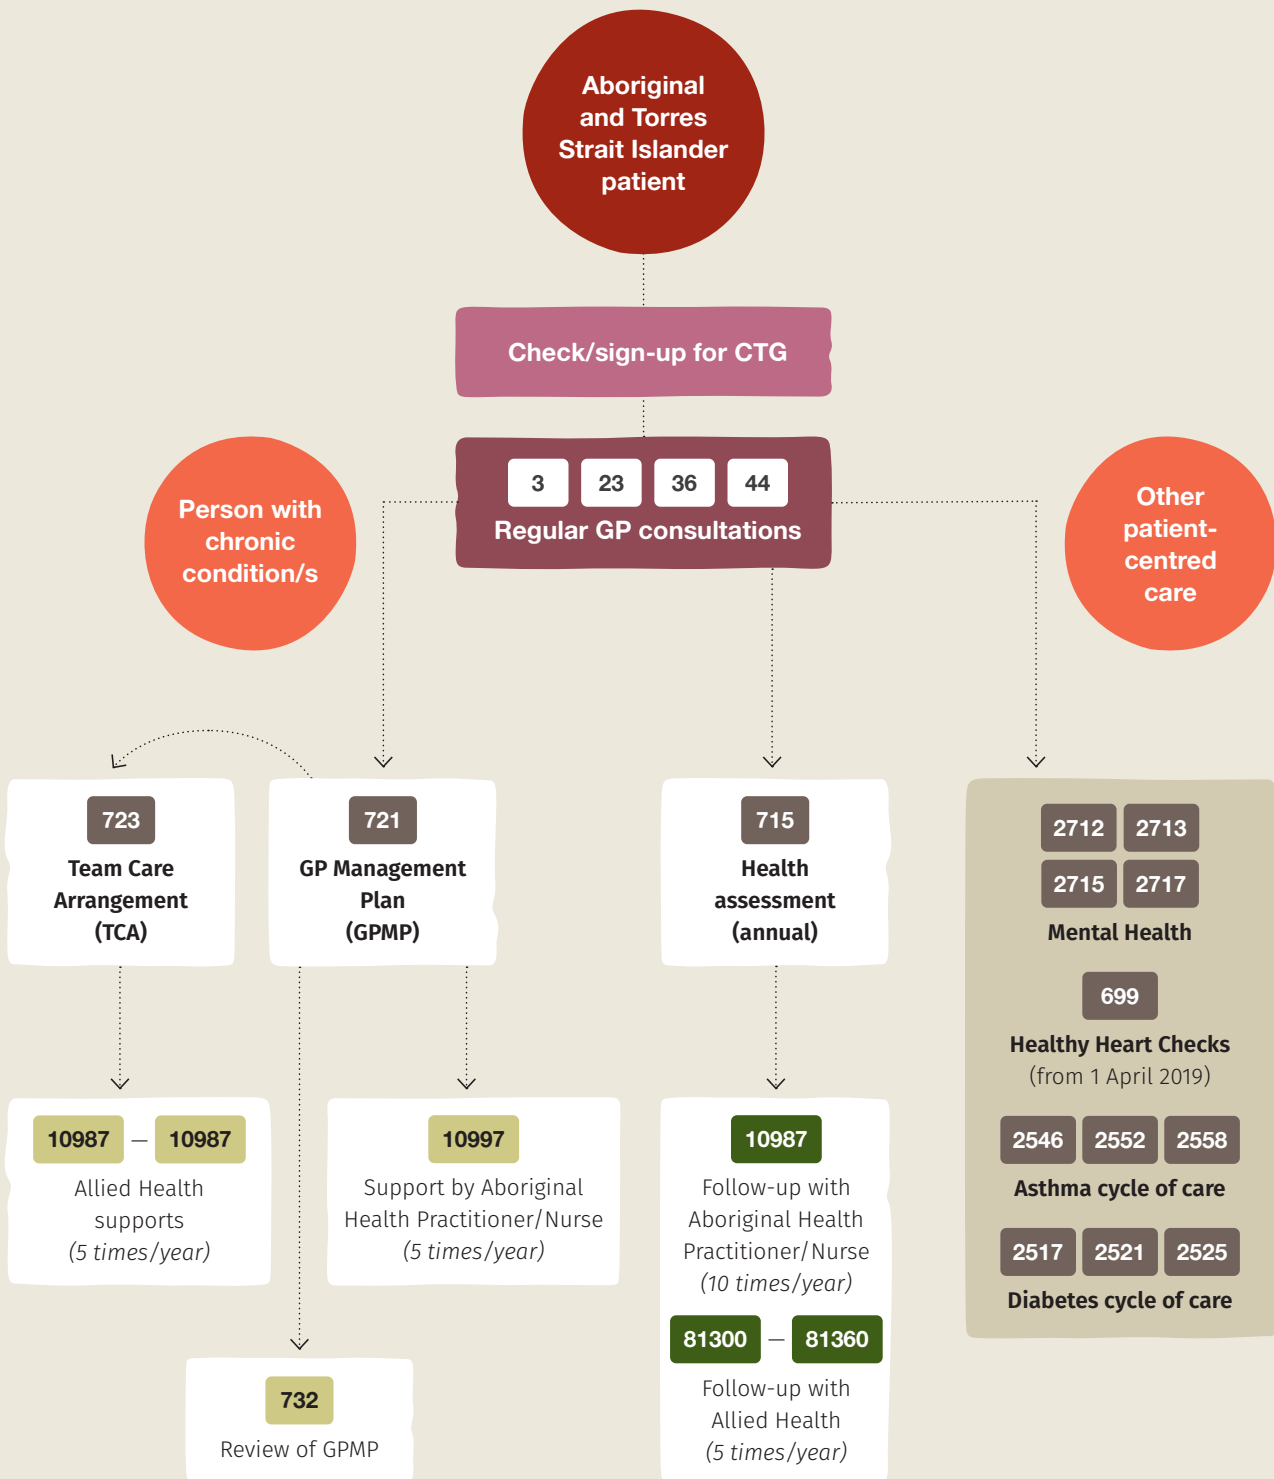 Aboriginal
and Torres
Strait Islander
patient
Check/sign-up for CTG
3 23 36 44
Regular GP consultations
Person with
chronic
condition/s
Other
patient-
centred
care
723
Team Care
Arrangement
(TCA)
721
GP Management
Plan
(GPMP)
715
Health
assessment
(annual)
2712 2713
2715 2717
Mental Health
699
Healthy Heart Checks
(from 1 April 2019)
2546 2552 2558
Asthma cycle of care
2517 2521 2525
Diabetes cycle of care
10987 – 10987
Allied Health
supports
(5 times/year)
10997
Support by Aboriginal
Health Practitioner/Nurse
(5 times/year)
10987
Follow-up with
Aboriginal Health
Practitioner/Nurse
(10 times/year)
81300 – 81360
Follow-up with
Allied Health
(5 times/year)
732
Review of GPMP